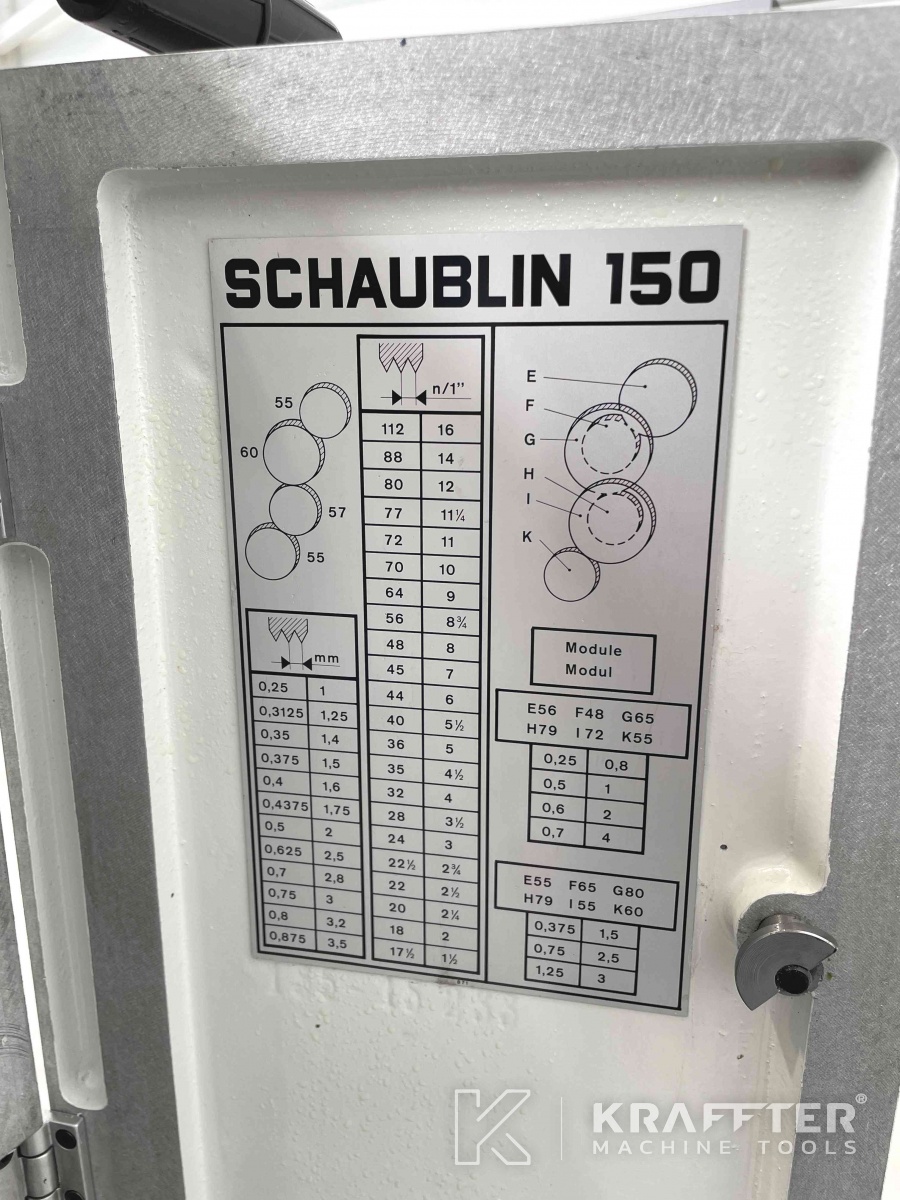 SCHAUBLIN 150
55
60
57
55
mm
0,25 1
0,3125 1,25
0,35 1,4
0,375 1,5
0,4 1,6
0,4375 1,75
0,5 2
0,625 2,5
0,7 2,8
0,75 3
0,8 3,2
0,875 3,5
n/1"
112 16
88 14
80 12
77 11¼
72 11
70 10
64 9
56 8¾
48 8
45 7
44 6
40 5½
36 5
35 4½
32 4
28 3½
24 3
22½ 2¾
22 2½
20 2¼
18 2
17½ 1½
E
F
G
H
I
K
Module
Modul
E56 F48 G65
H79 I72 K55
0,25 0,8
0,5 1
0,6 2
0,7 4
E55 F65 G80
H79 I55 K60
0,375 1,5
0,75 2,5
1,25 3
K KRAFFTER®
MACHINE TOOLS